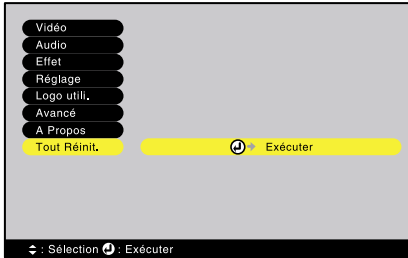 Vidéo
Audio
Effet
Réglage
Logo utili.
Avancé
A Propos
Tout Réinit. Exécuter
: Sélection : Exécuter